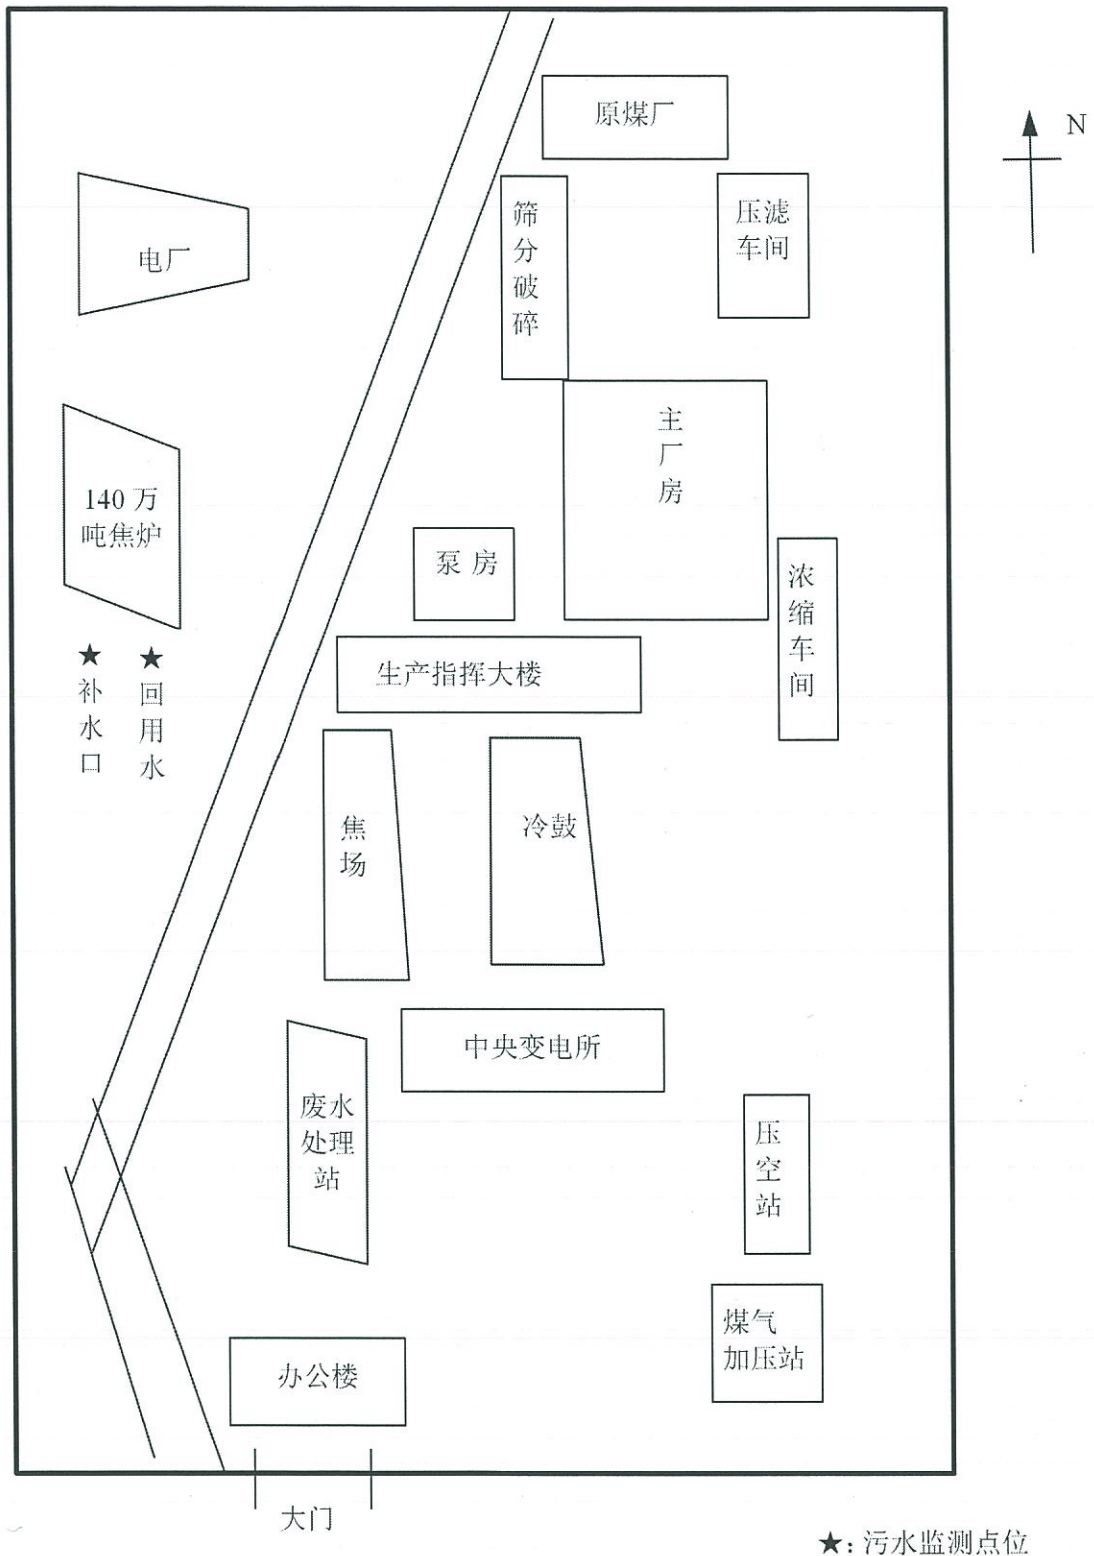 原煤厂
N
筛分破碎
压滤
车间
电厂
主厂房
140 万
吨焦炉
泵 房
浓缩车间
生产指挥大楼
★ ★
补水口
回用水
焦场
冷鼓
中央变电所
废水
处理
站
压空站
煤气
加压站
办公楼
大门
★: 污水监测点位